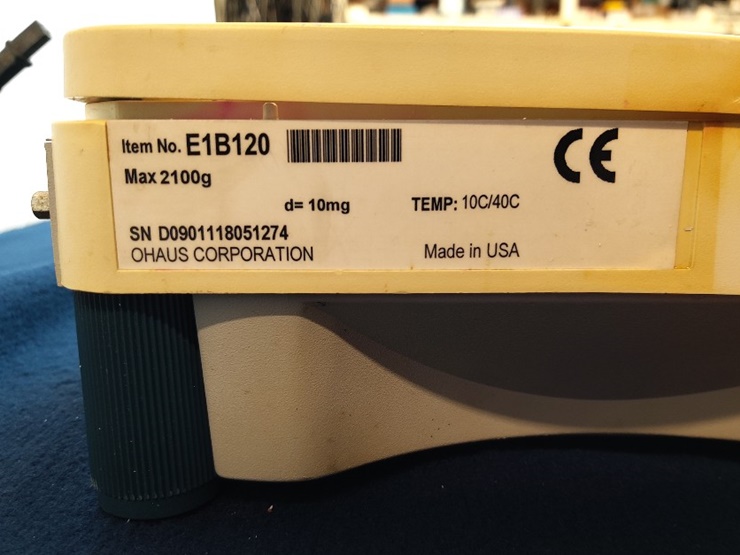 Item No. E1B120
CE
Max 2100g
d= 10mg TEMP: 10C/40C
SN D0901118051274
OHAUS CORPORATION Made in USA